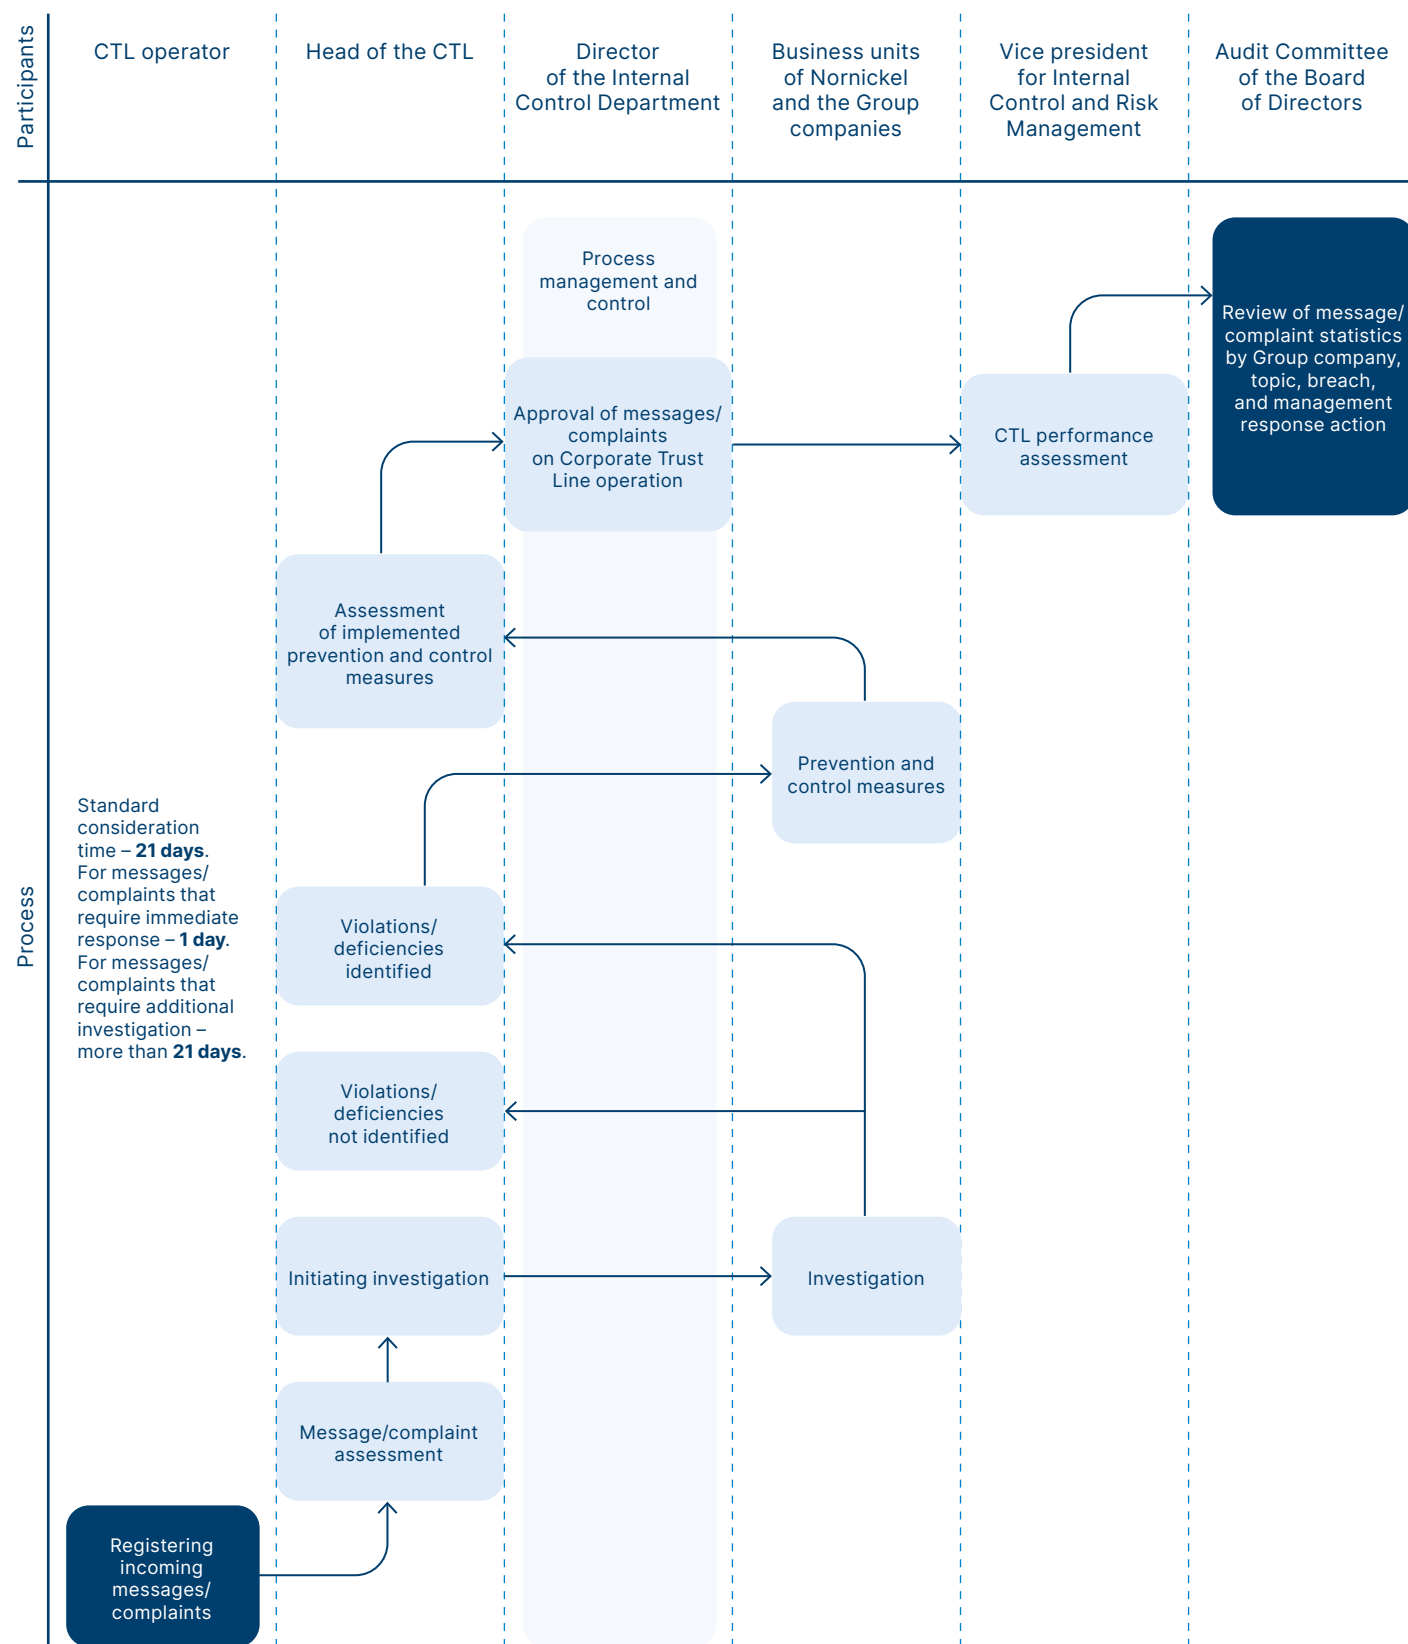 Participants
CTL operator
Head of the CTL
Director
of the Internal
Control Department
Business units
of Nornickel
and the Group
companies
Vice president
for Internal
Control and Risk
Management
Audit Committee
of the Board
of Directors
Process
management and
control
Review of message/
complaint statistics
by Group company,
topic, breach,
and management
response action
Approval of messages/
complaints
on Corporate Trust
Line operation
CTL performance
assessment
Assessment
of implemented
prevention and control
measures
Prevention and
control measures
Process
Standard
consideration
time – 21 days.
For messages/
complaints that
require immediate
response – 1 day.
For messages/
complaints that
require additional
investigation –
more than 21 days.
Violations/
deficiencies
identified
Violations/
deficiencies
not identified
Initiating investigation
Investigation
Message/complaint
assessment
Registering
incoming
messages/
complaints